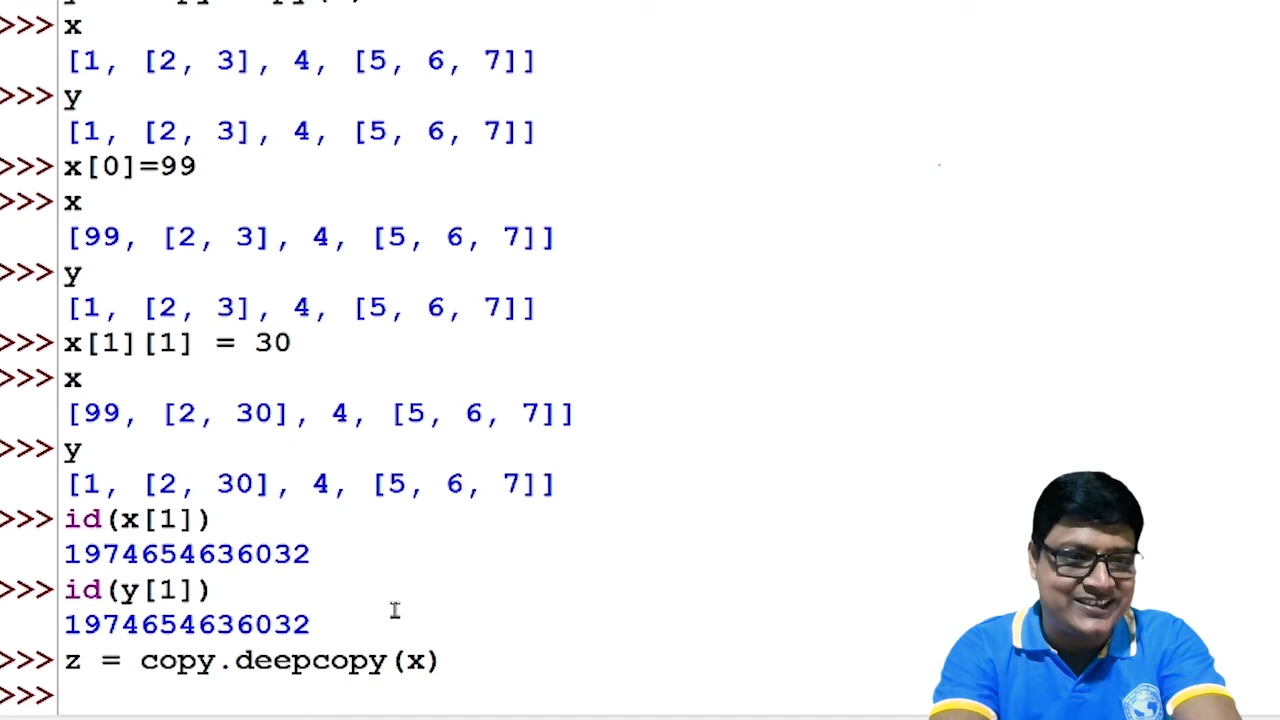 >>> x
[1, [2, 3], 4, [5, 6, 7]]
>>> y
[1, [2, 3], 4, [5, 6, 7]]
>>> x[0]=99
>>> x
[99, [2, 3], 4, [5, 6, 7]]
>>> y
[1, [2, 3], 4, [5, 6, 7]]
>>> x[1][1] = 30
>>> x
[99, [2, 30], 4, [5, 6, 7]]
>>> y
[1, [2, 30], 4, [5, 6, 7]]
>>> id(x[1])
1974654636032
>>> id(y[1])
1974654636032
>>> z = copy.deepcopy(x)
>>>